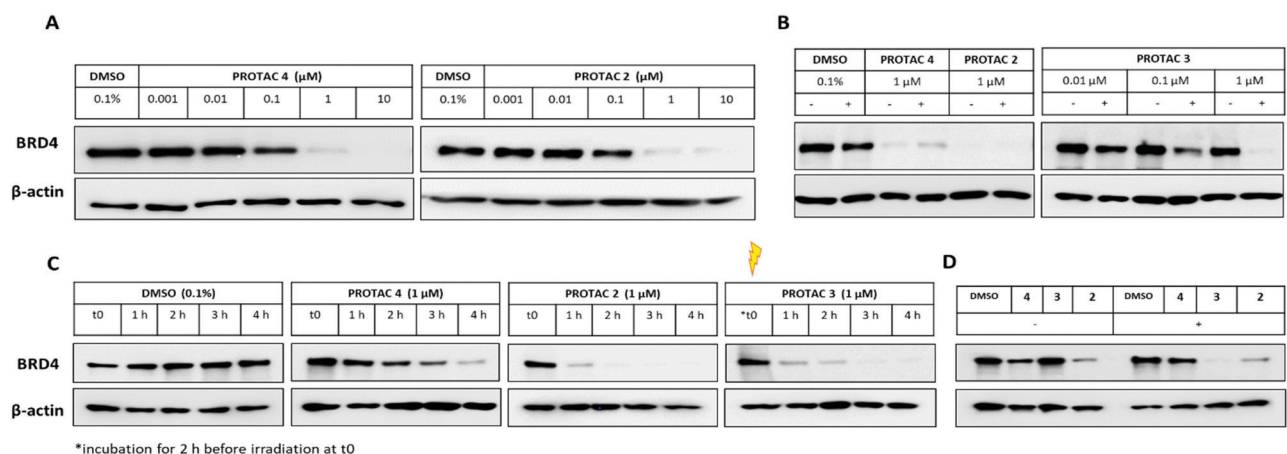 A
DMSO PROTAC 4 (μM) DMSO PROTAC 2 (μM)
0.1% 0.001 0.01 0.1 1 10 0.1% 0.001 0.01 0.1 1 10
BRD4
β-actin
B
DMSO PROTAC 4 PROTAC 2 PROTAC 3
0.1% 1 μM 1 μM 0.01 μM 0.1 μM 1 μM
- + - + - + - + - + - +
C
DMSO (0.1%) PROTAC 4 (1 μM) PROTAC 2 (1 μM) PROTAC 3 (1 μM)
t0 1 h 2 h 3 h 4 h t0 1 h 2 h 3 h 4 h t0 1 h 2 h 3 h 4 h *t0 1 h 2 h 3 h 4 h
BRD4
β-actin
*incubation for 2 h before irradiation at t0
D
DMSO 4 3 2 DMSO 4 3 2
- +